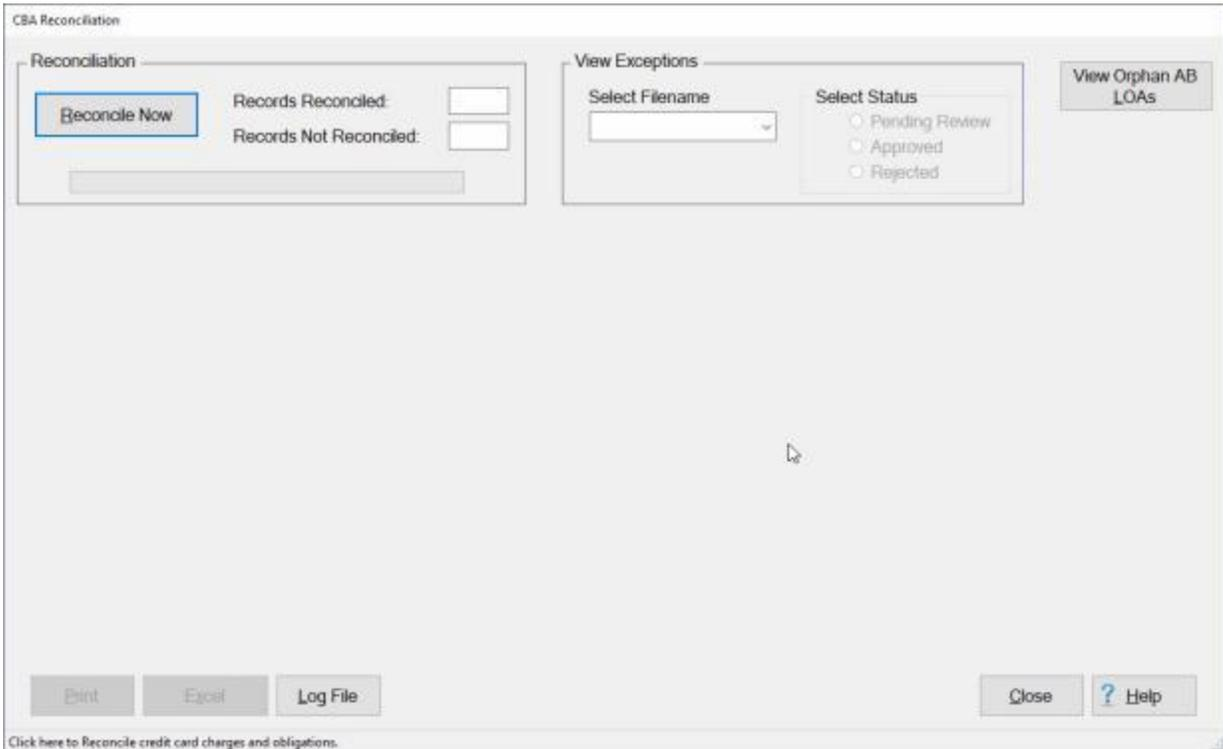 CBA Reconciliation
Reconciliation
Reconcile Now
Records Reconciled:
Records Not Reconciled:
View Exceptions
Select Filename
Select Status
Pending Review
Approved
Rejected
View Orphan AB
LOAs
Print
Excel
Log File
Close
? Help
Click here to Reconcile credit card charges and obligations.